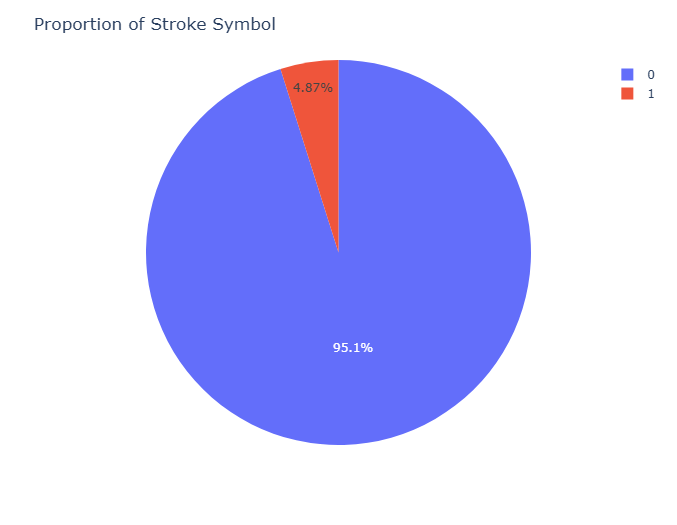 Proportion of Stroke Symbol
0
1
4.87%
95.1%